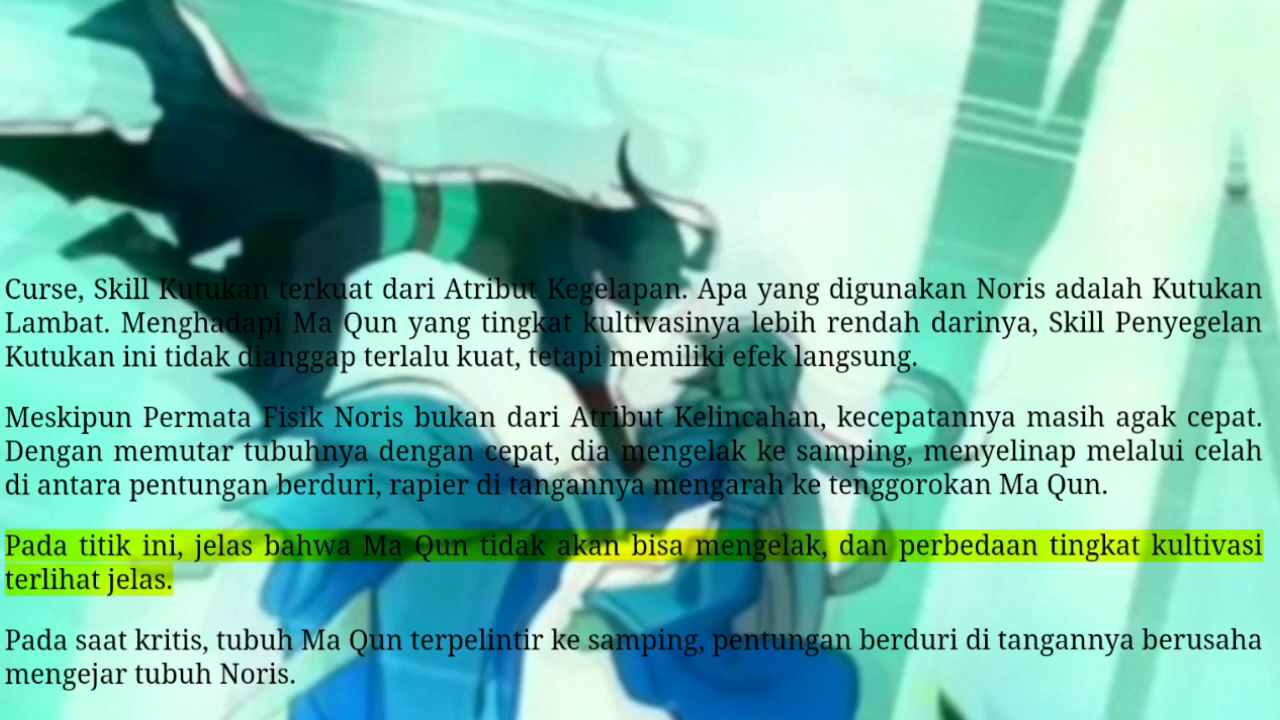 Curse, Skill Kutukan terkuat dari Atribut Kegelapan. Apa yang digunakan Noris adalah Kutukan
Lambat. Menghadapi Ma Qun yang tingkat kultivasinya lebih rendah darinya, Skill Penyegelan
Kutukan ini tidak dianggap terlalu kuat, tetapi memiliki efek langsung.
Meskipun Permata Fisik Noris bukan dari Atribut Kelincahan, kecepatannya masih agak cepat.
Dengan memutar tubuhnya dengan cepat, dia mengelak ke samping, menyelinap melalui celah
di antara pentungan berduri, rapier di tangannya mengarah ke tenggorokan Ma Qun.
Pada titik ini, jelas bahwa Ma Qun tidak akan bisa mengelak, dan perbedaan tingkat kultivasi
terlihat jelas.
Pada saat kritis, tubuh Ma Qun terpelintir ke samping, pentungan berduri di tangannya berusaha
mengejar tubuh Noris.